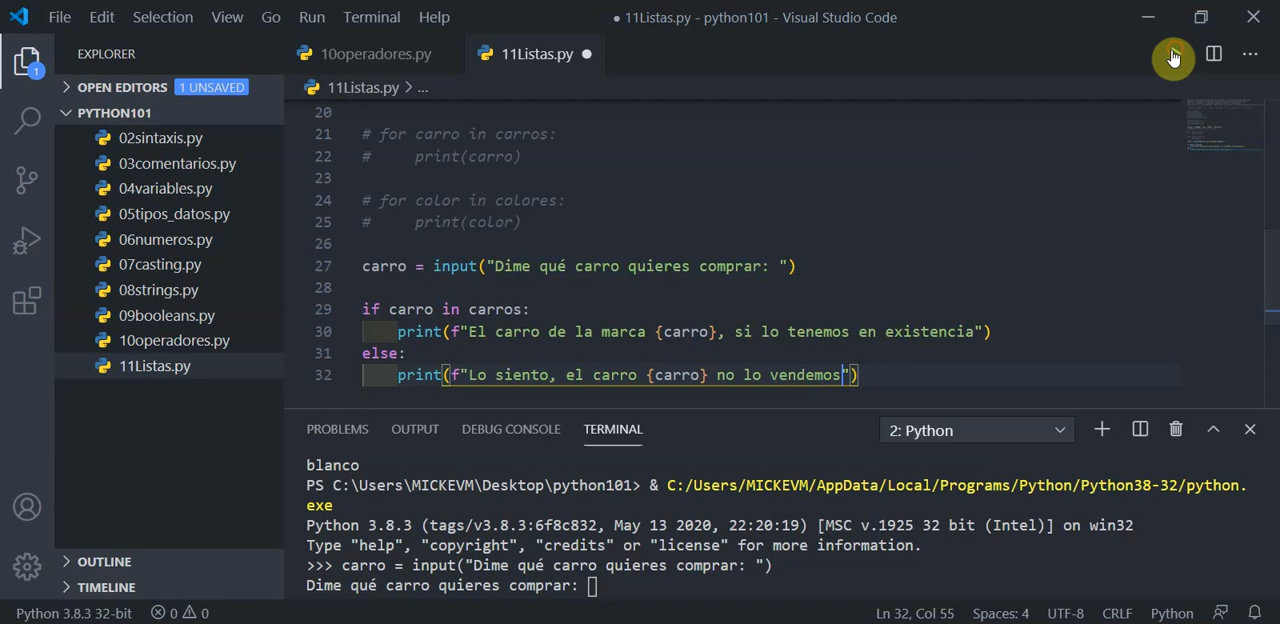 File Edit Selection View Go Run Terminal Help
● 11Listas.py - python101 - Visual Studio Code
EXPLORER
10operadores.py
11Listas.py ●
1
OPEN EDITORS 1 UNSAVED
11Listas.py > ...
PYTHON101
02sintaxis.py
03comentarios.py
04variables.py
05tipos_datos.py
06numeros.py
07casting.py
08strings.py
09booleans.py
10operadores.py
11Listas.py
OUTLINE
TIMELINE
20
21 # for carro in carros:
22 #     print(carro)
23
24 # for color in colores:
25 #     print(color)
26
27 carro = input("Dime qué carro quieres comprar: ")
28
29 if carro in carros:
30     print(f"El carro de la marca {carro}, si lo tenemos en existencia")
31 else:
32     print(f"Lo siento, el carro {carro} no lo vendemos")
PROBLEMS OUTPUT DEBUG CONSOLE TERMINAL
2: Python
blanco
PS C:\Users\MICKEVM\Desktop\python101> & C:/Users/MICKEVM/AppData/Local/Programs/Python/Python38-32/python.
exe
Python 3.8.3 (tags/v3.8.3:6f8c832, May 13 2020, 22:20:19) [MSC v.1925 32 bit (Intel)] on win32
Type "help", "copyright", "credits" or "license" for more information.
>>> carro = input("Dime qué carro quieres comprar: ")
Dime qué carro quieres comprar:
Python 3.8.3 32-bit 0 0
Ln 32, Col 55 Spaces: 4 UTF-8 CRLF Python